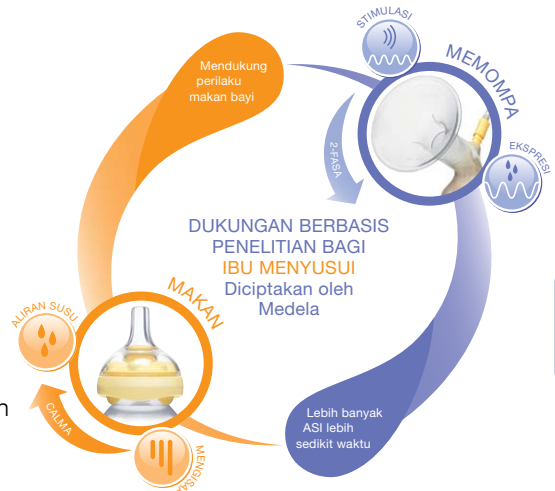 STIMULASI
MEMOMPA
EKSPRESI
2-FASA
Mendukung
perilaku
makan bayi
DUKUNGAN BERBASIS
PENELITIAN BAGI
IBU MENYUSUI
Diciptakan oleh
Medela
MAKAN
ALIRAN SUSU
CALMA
Lebih banyak
ASI lebih
sedikit waktu